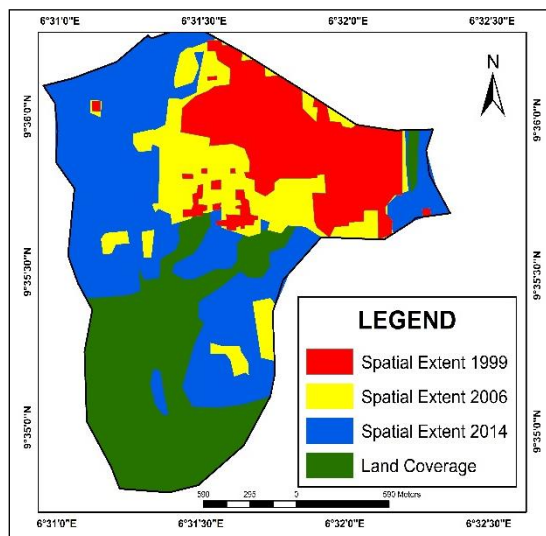 6°31'0"E 6°31'30"E 6°32'0"E 6°32'30"E
N
9°36'0"N 9°36'0"N
9°35'30"N 9°35'30"N
9°35'0"N 9°35'0"N
LEGEND
Spatial Extent 1999
Spatial Extent 2006
Spatial Extent 2014
Land Coverage
590 295 0 590 Meters
6°31'0"E 6°31'30"E 6°32'0"E 6°32'30"E